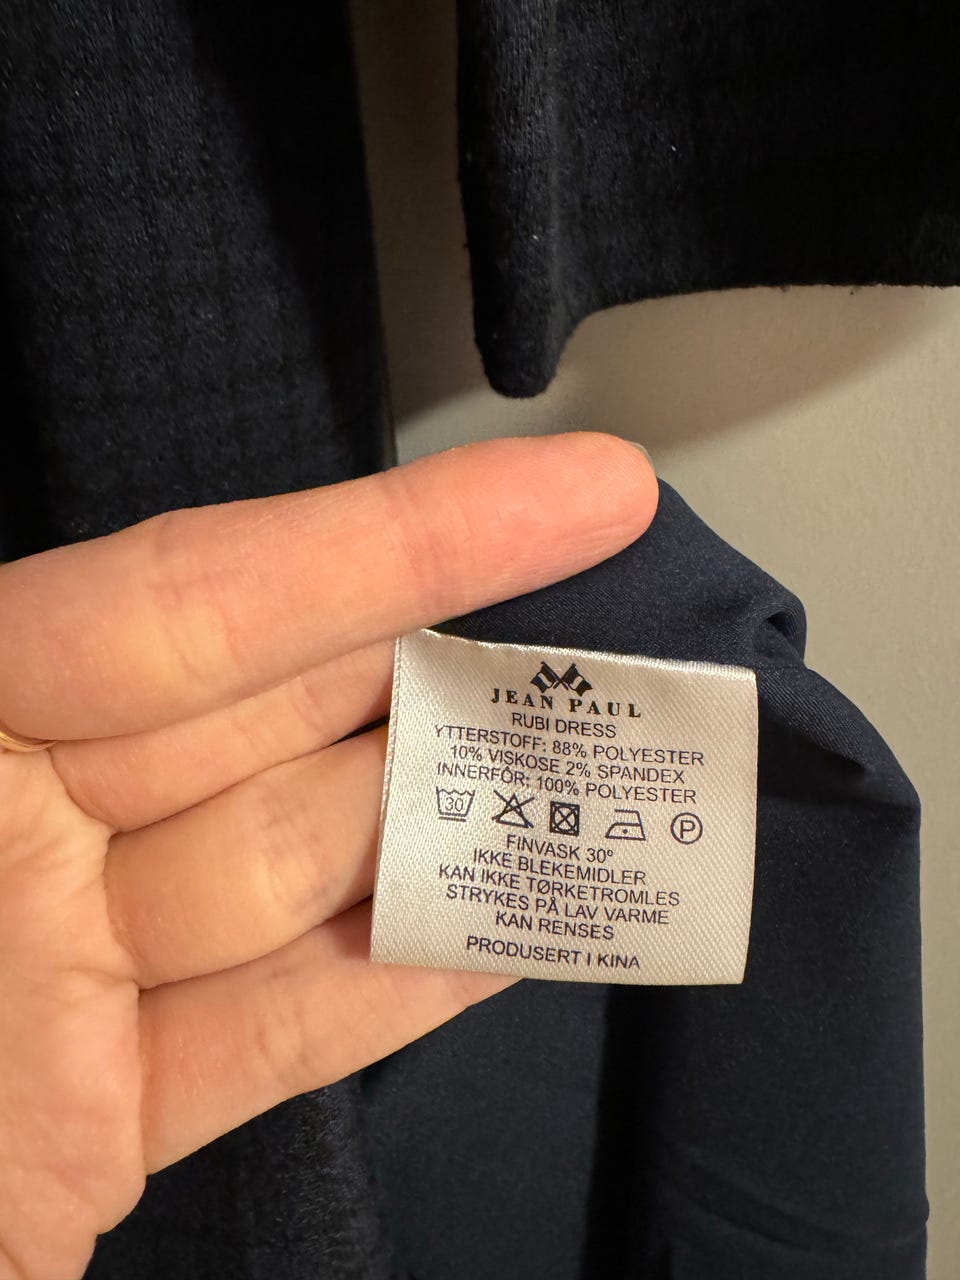 JEAN PAUL
RUBI DRESS
YTTERSTOFF: 88% POLYESTER
10% VISKOSE 2% SPANDEX
INNERFÔR: 100% POLYESTER
30 P
FINVASK 30º
IKKE BLEKEMIDLER
KAN IKKE TØRKETROMLES
STRYKES PÅ LAV VARME
KAN RENSES
PRODUSERT I KINA